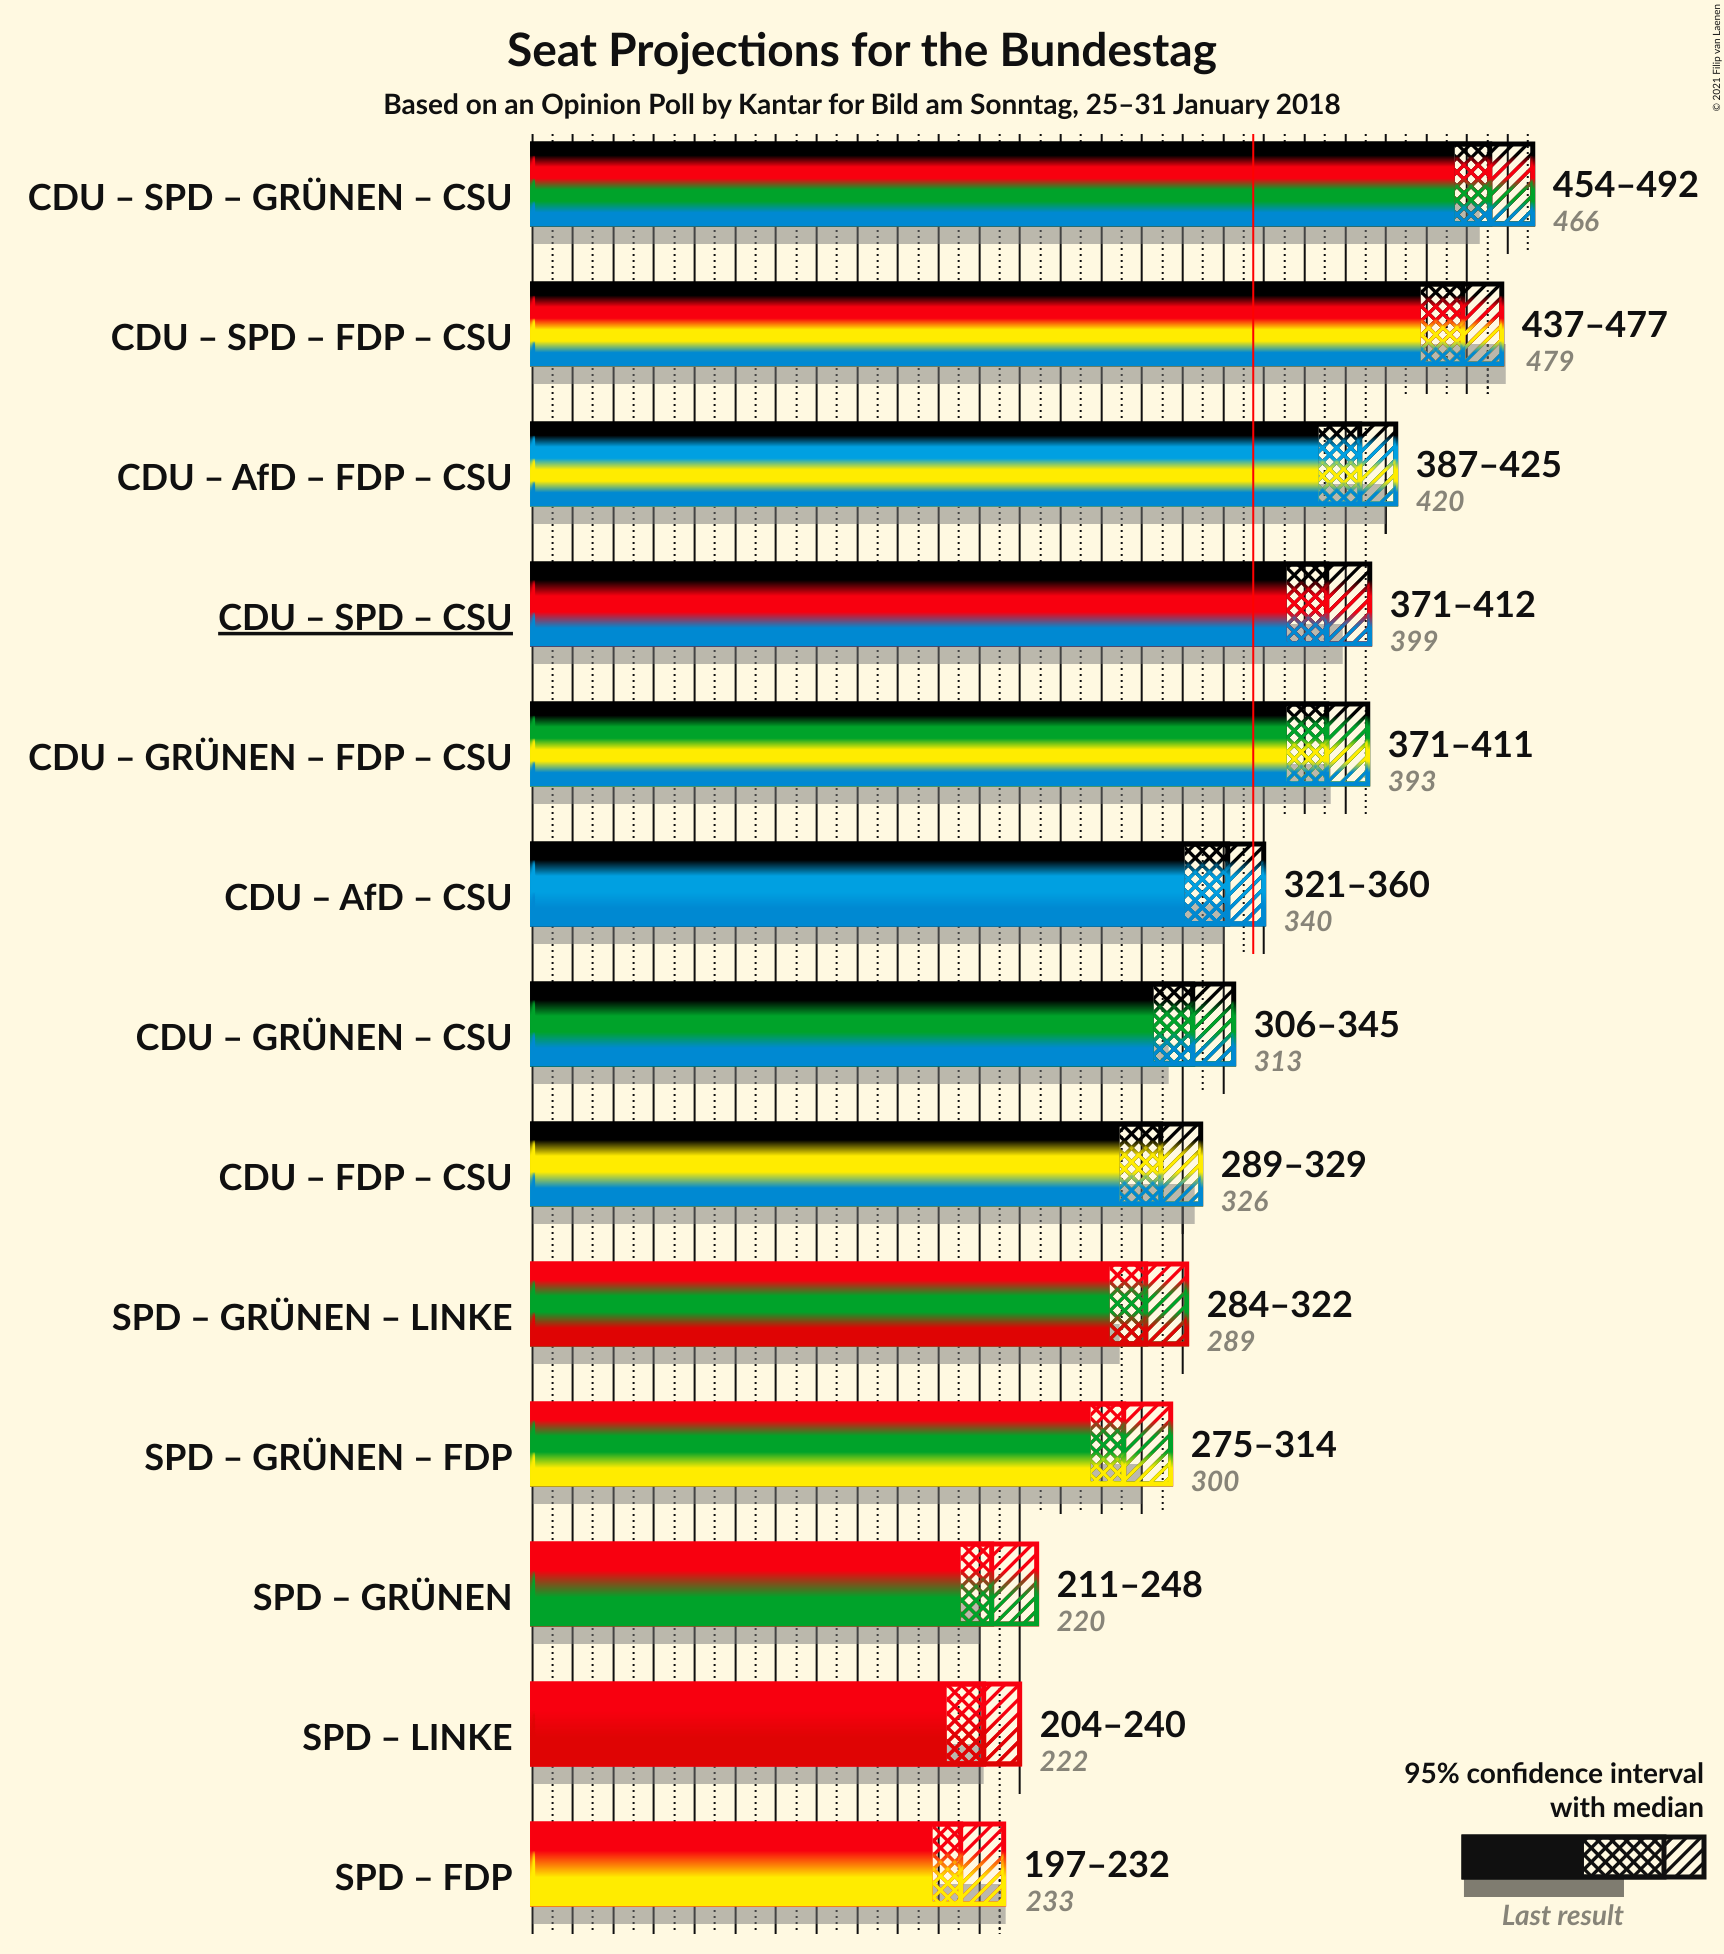 Seat Projections for the Bundestag
Based on an Opinion Poll by Kantar for Bild am Sonntag, 25–31 January 2018
© 2021 Filip van Laenen
CDU – SPD – GRÜNEN – CSU
454–492
466
CDU – SPD – FDP – CSU
437–477
479
CDU – AfD – FDP – CSU
387–425
420
CDU – SPD – CSU
371–412
399
CDU – GRÜNEN – FDP – CSU
371–411
393
CDU – AfD – CSU
321–360
340
CDU – GRÜNEN – CSU
306–345
313
CDU – FDP – CSU
289–329
326
SPD – GRÜNEN – LINKE
284–322
289
SPD – GRÜNEN – FDP
275–314
300
SPD – GRÜNEN
211–248
220
SPD – LINKE
204–240
222
SPD – FDP
197–232
233
95% confidence interval
with median
Last result